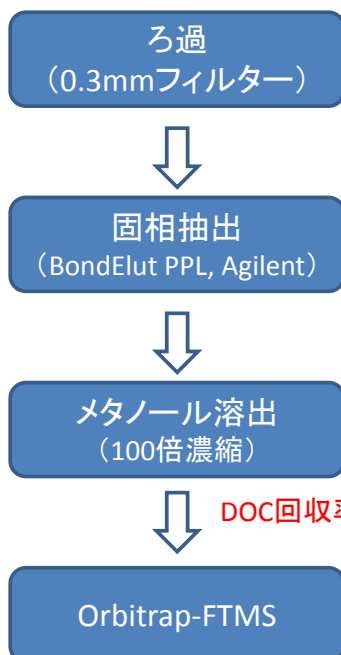 ろ過
（0.3mmフィルター）
固相抽出
（BondElut PPL, Agilent）
メタノール溶出
（100倍濃縮）
DOC回収
Orbitrap-FTMS